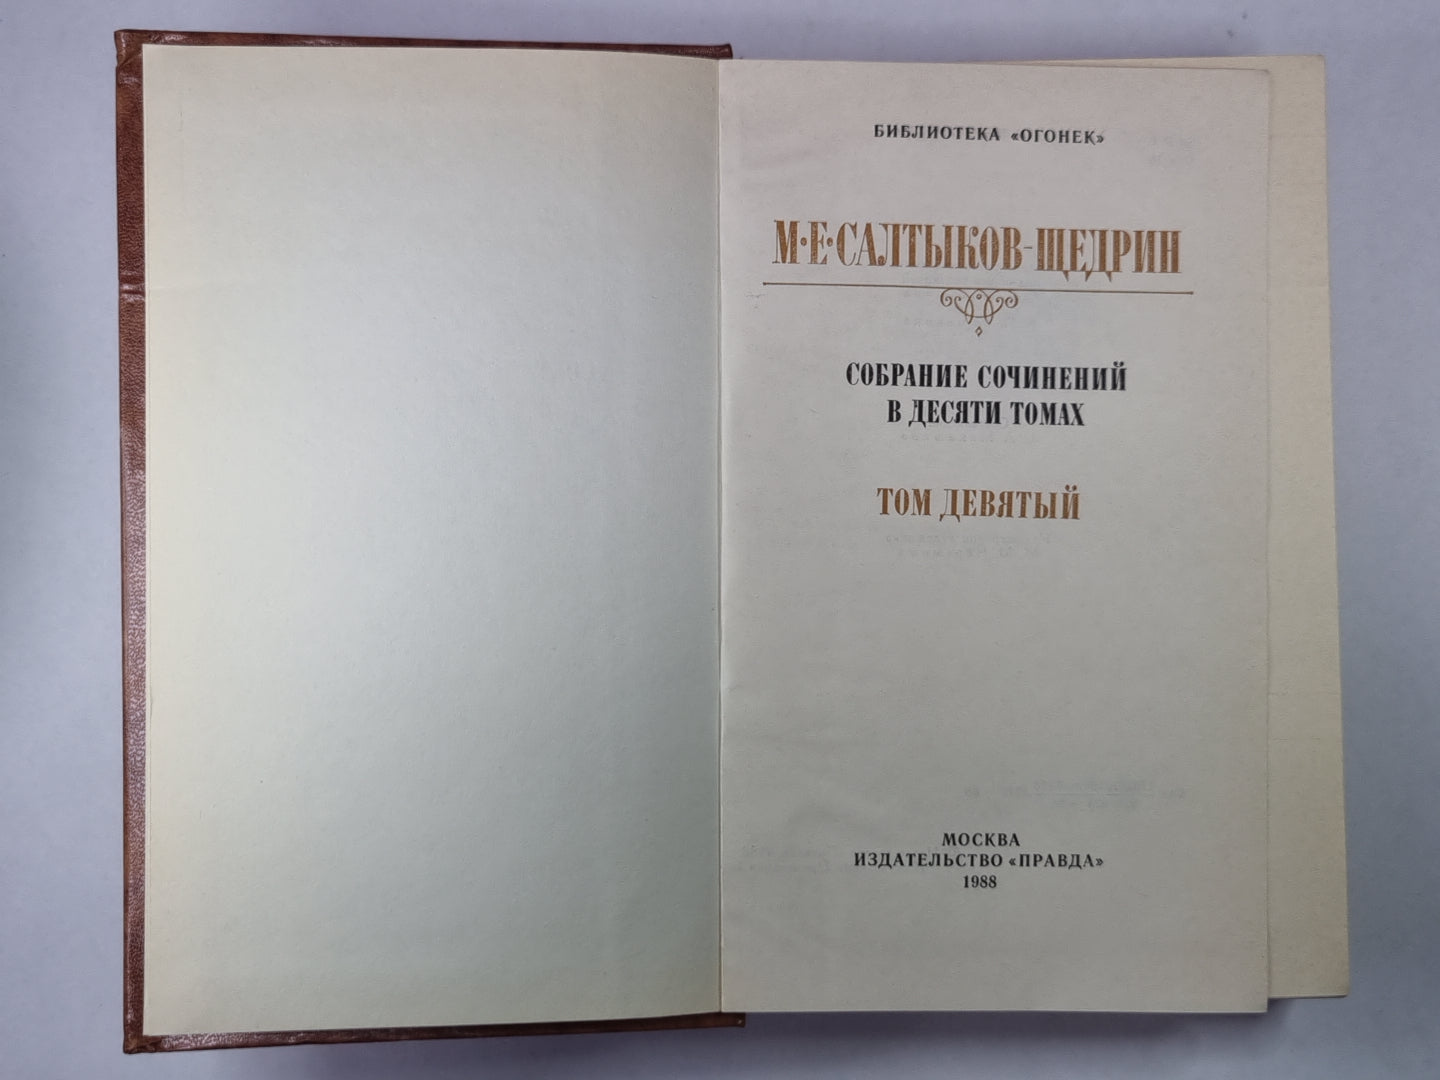 БИБЛИОТЕКА «ОГОНЕК»
М·Е·САЛТЫКОВ-ЩЕДРИН
СОБРАНИЕ СОЧИНЕНИЙ
В ДЕСЯТИ ТОМАХ
ТОМ ДЕВЯТЫЙ
МОСКВА
ИЗДАТЕЛЬСТВО «ПРАВДА»
1988